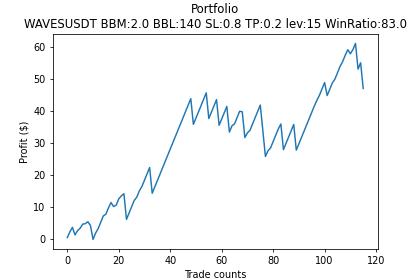 Portfolio
WAVESUSDT BBM:2.0 BBL:140 SL:0.8 TP:0.2 lev:15 WinRatio:83.0
60
50
40
30
20
10
0
Profit ($)
0 20 40 60 80 100 120
Trade counts